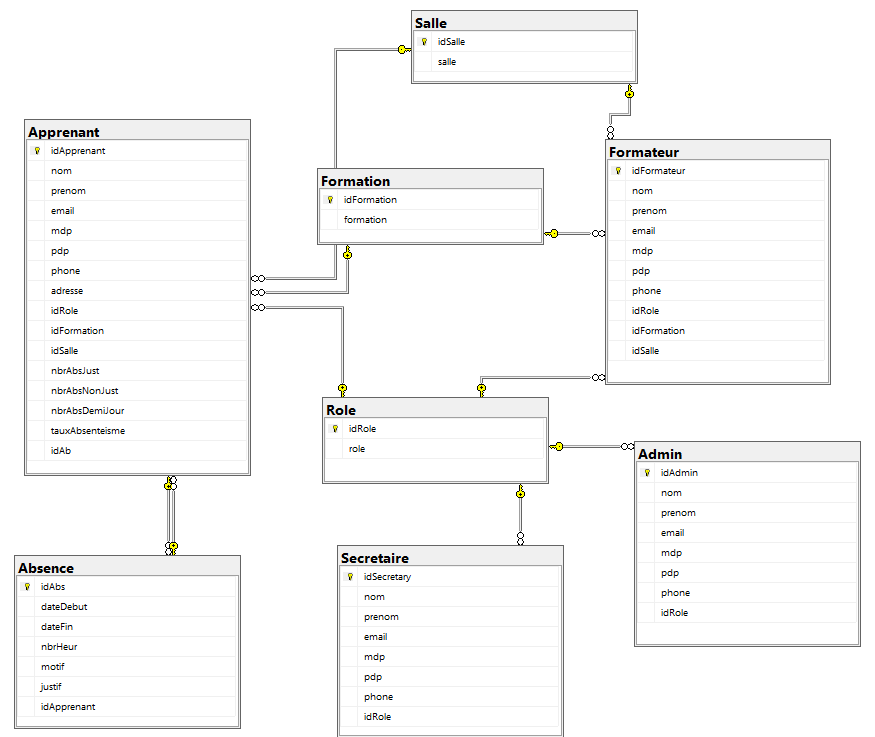 Salle
idSalle
salle
Apprenant
idApprenant
nom
prenom
email
mdp
pdp
phone
adresse
idRole
idFormation
idSalle
nbrAbsJust
nbrAbsNonJust
nbrAbsDemiJour
tauxAbsenteisme
idAb
Formation
idFormation
formation
Formateur
idFormateur
nom
prenom
email
mdp
pdp
phone
idRole
idFormation
idSalle
Role
idRole
role
Admin
idAdmin
nom
prenom
email
mdp
pdp
phone
idRole
Absence
idAbs
dateDebut
dateFin
nbrHeur
motif
justif
idApprenant
Secretaire
idSecretary
nom
prenom
email
mdp
pdp
phone
idRole